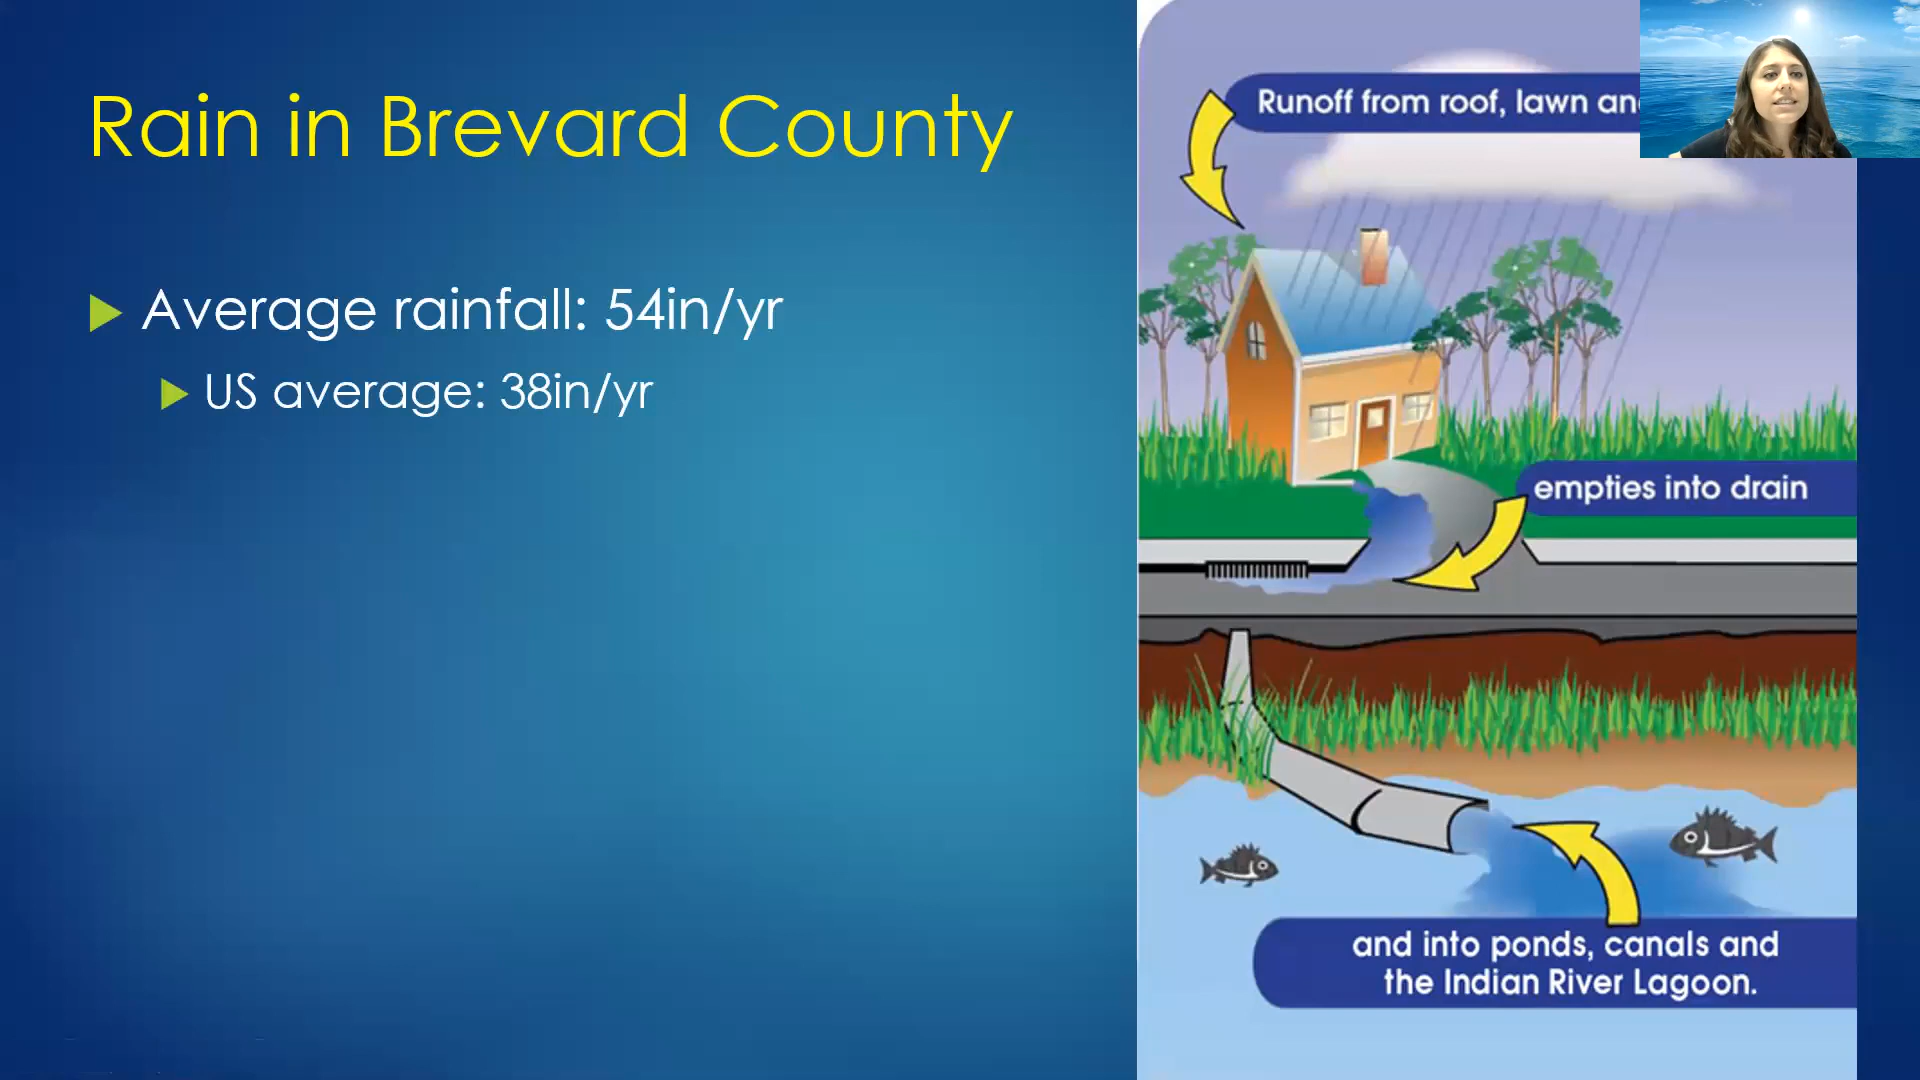 Rain in Brevard County
Average rainfall: 54in/yr
US average: 38in/yr
Runoff from roof, lawn
empties into drain
and into ponds, canals and
the Indian River Lagoon.